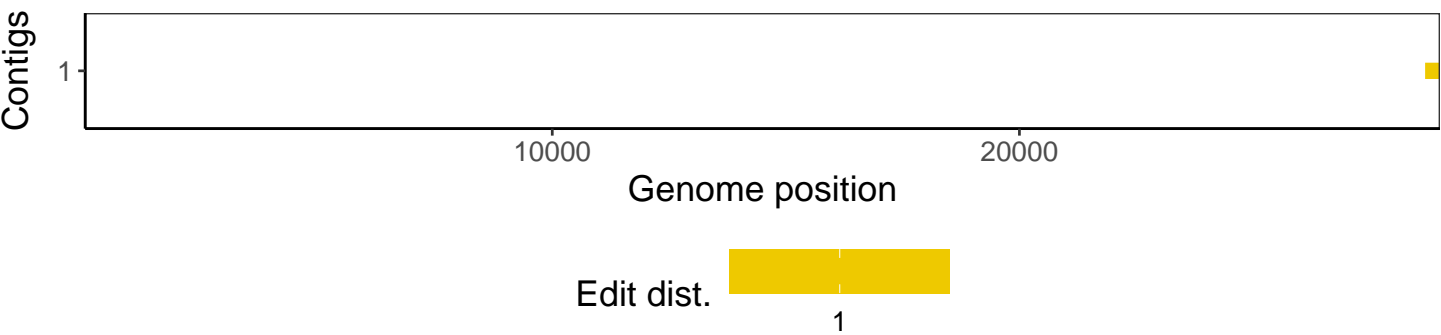 Contigs
1
10000 20000
Genome position
Edit dist.
1